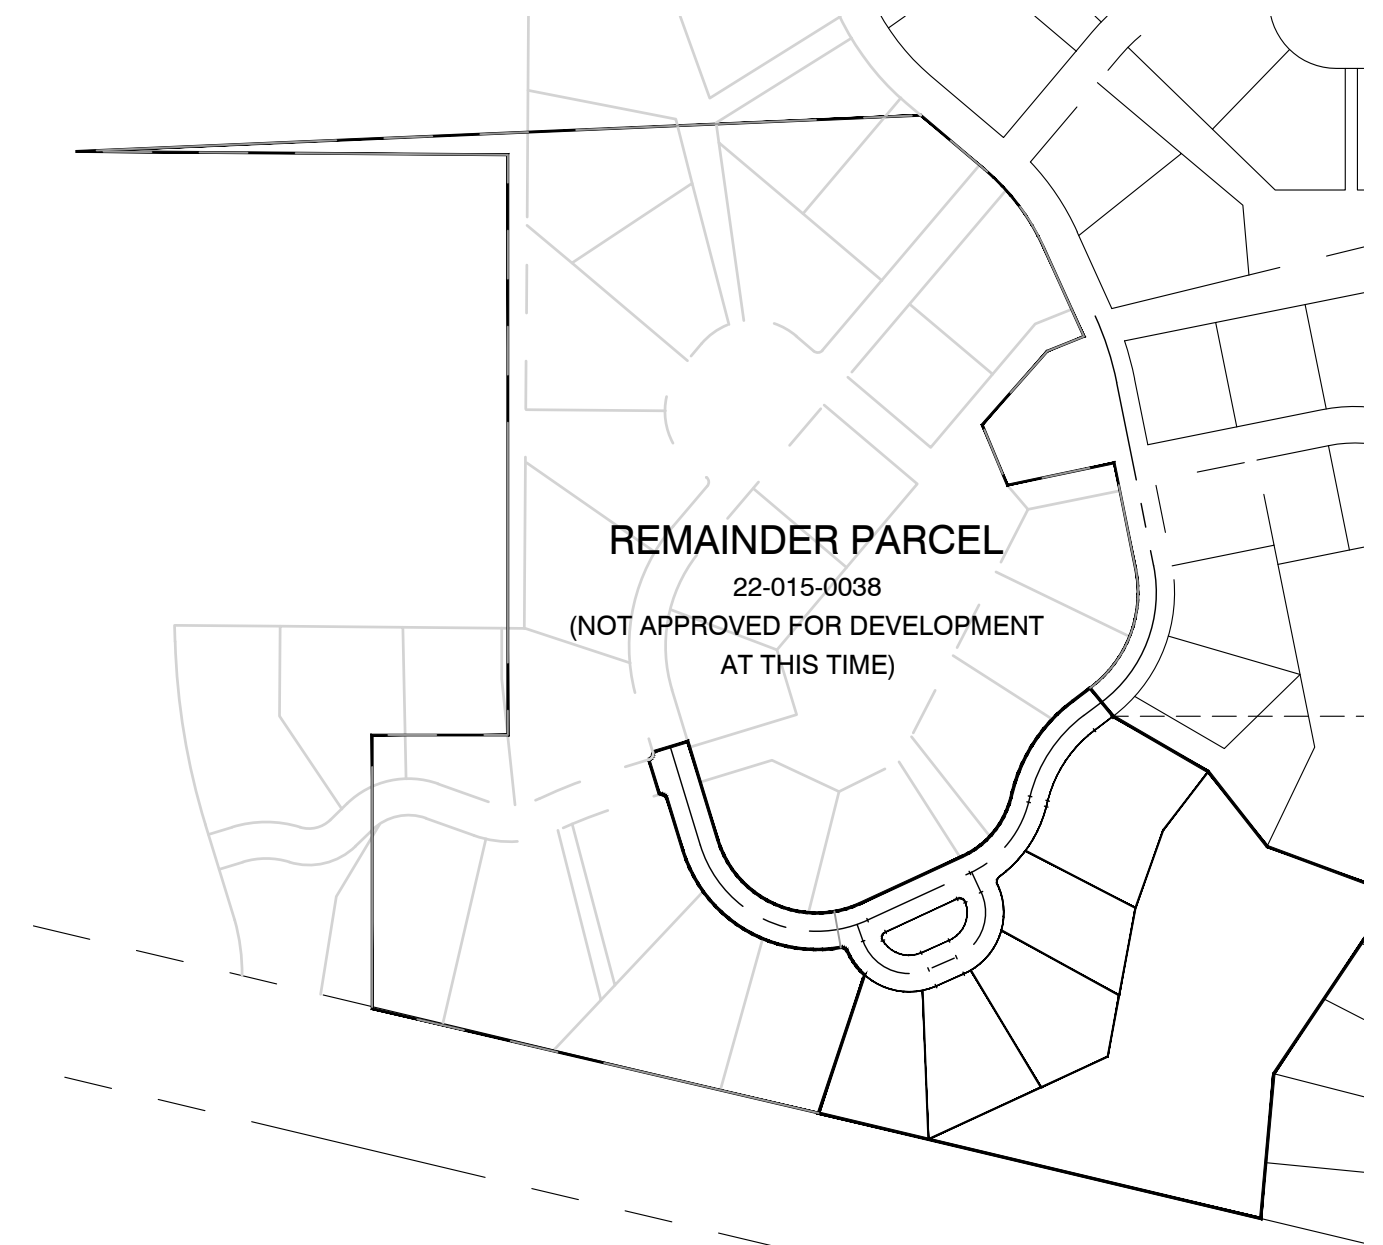 REMAINDER PARCEL
22-015-0038
(NOT APPROVED FOR DEVELOPMENT
AT THIS TIME)